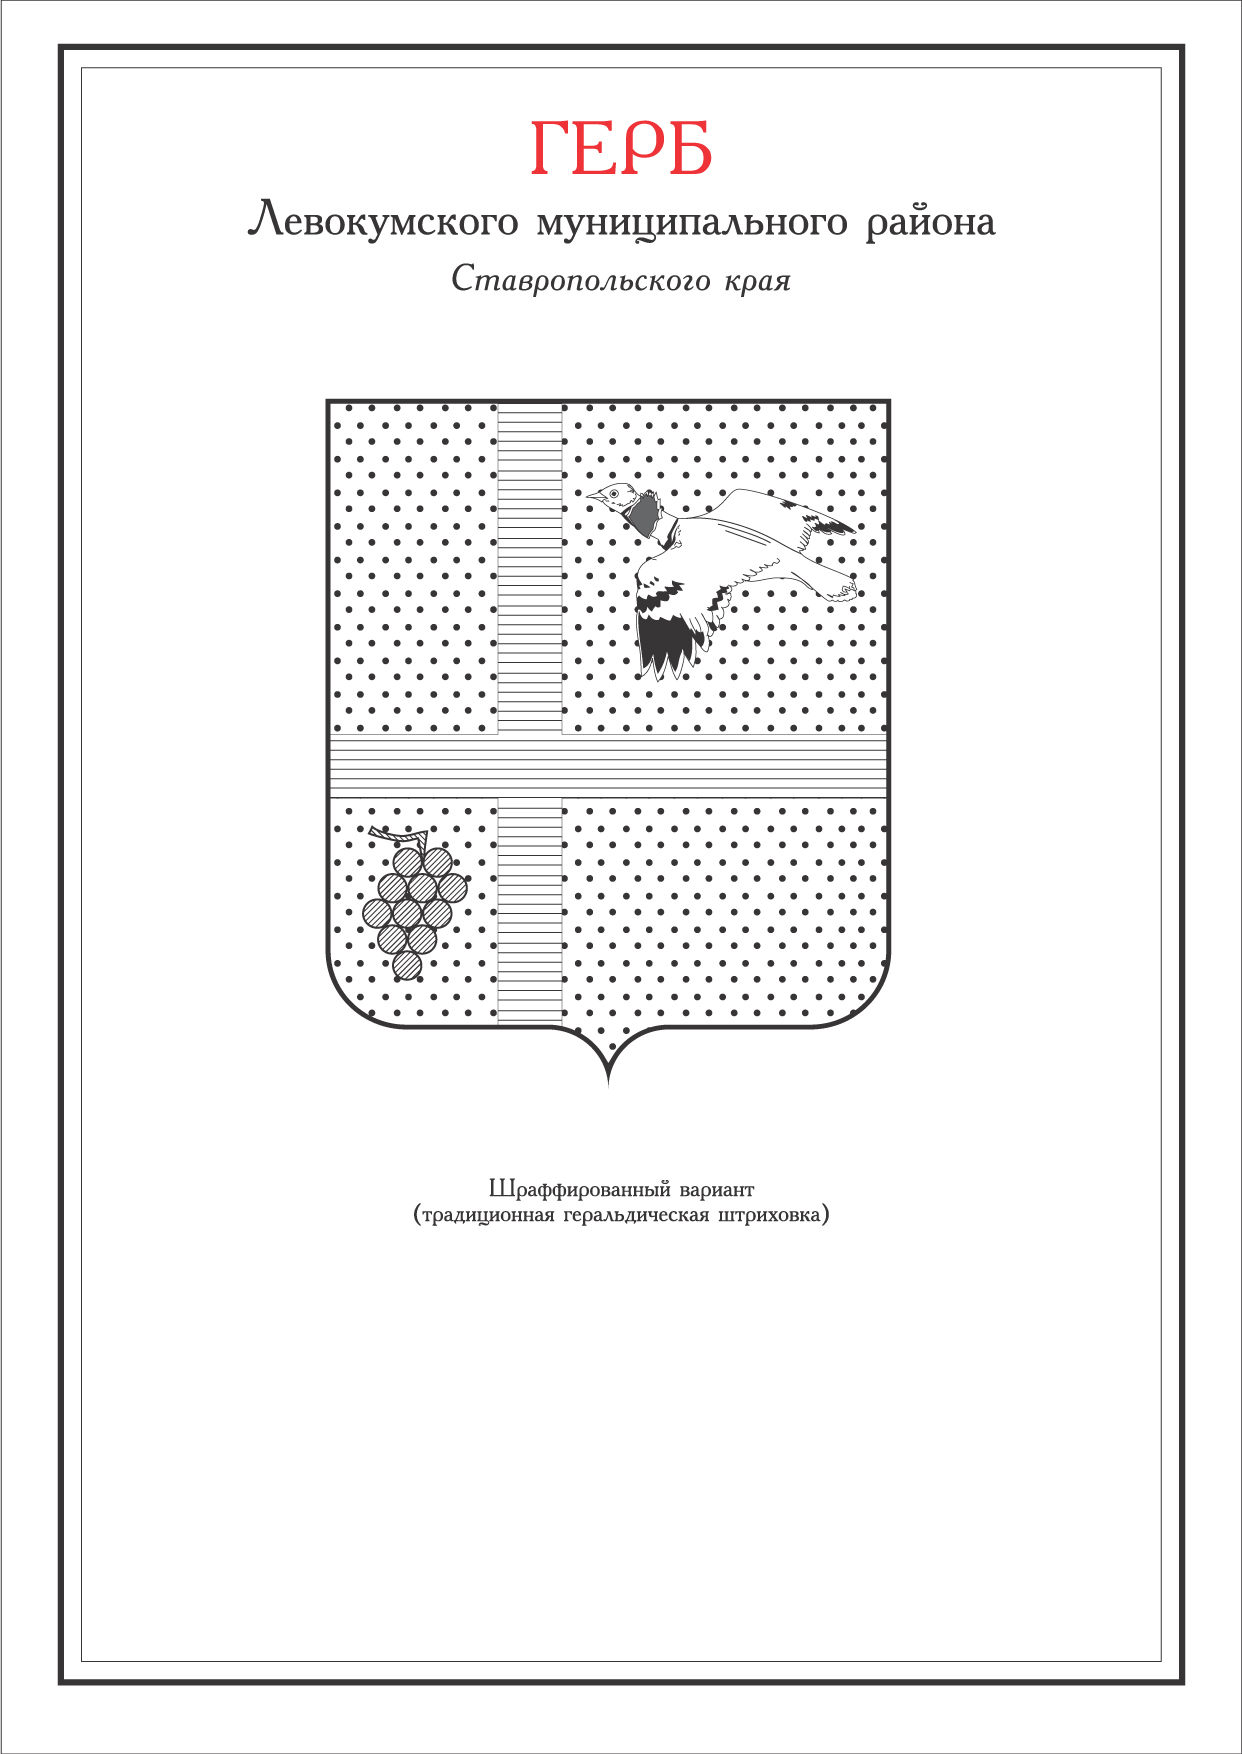 ГЕРБ
Левокумского муниципального района
Ставропольского края
Шраффированный вариант
(традиционная геральдическая штриховка)